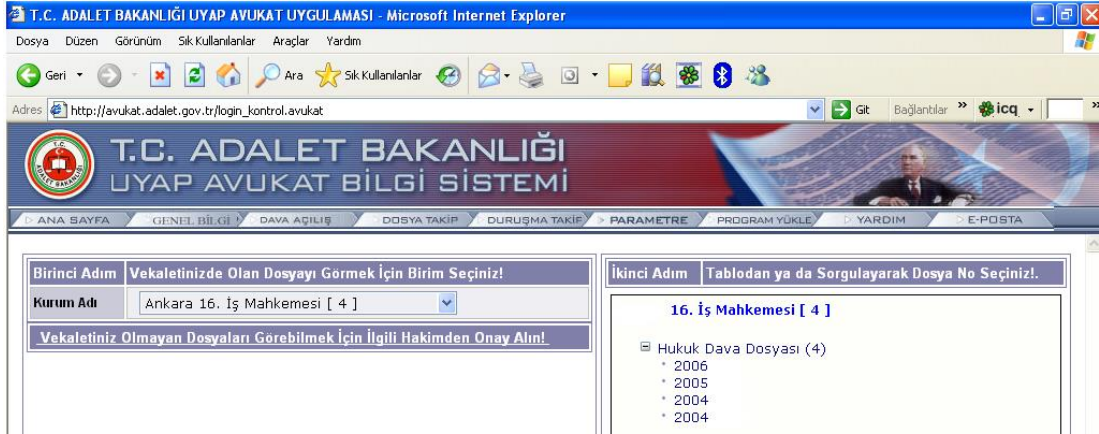 T.C. ADALET BAKANLIĞI UYAP AVUKAT UYGULAMASI - Microsoft Internet Explorer
Dosya Düzen Görünüm Sık Kullanılanlar Araçlar Yardım
Geri Ara Sık Kullanılanlar
Adres http://avukat.adalet.gov.tr/login_kontrol.avukat Git Bağlantılar » icq »
T.C. ADALET BAKANLIĞI
UYAP AVUKAT BİLGİ SİSTEMİ
ANA SAYFA GENEL BİLGİ DAVA AÇILIŞ DOSYA TAKİP DURUŞMA TAKİP PARAMETRE PROGRAM YÜKLE YARDIM E-POSTA
Birinci Adım Vekaletinizde Olan Dosyayı Görmek İçin Birim Seçiniz!
Kurum Adı Ankara 16. İş Mahkemesi [ 4 ]
Vekaletiniz Olmayan Dosyaları Görebilmek İçin İlgili Hakimden Onay Alın!
İkinci Adım Tablodan ya da Sorgulayarak Dosya No Seçiniz!.
16. İş Mahkemesi [ 4 ]
Hukuk Dava Dosyası (4)
2006
2005
2004
2004